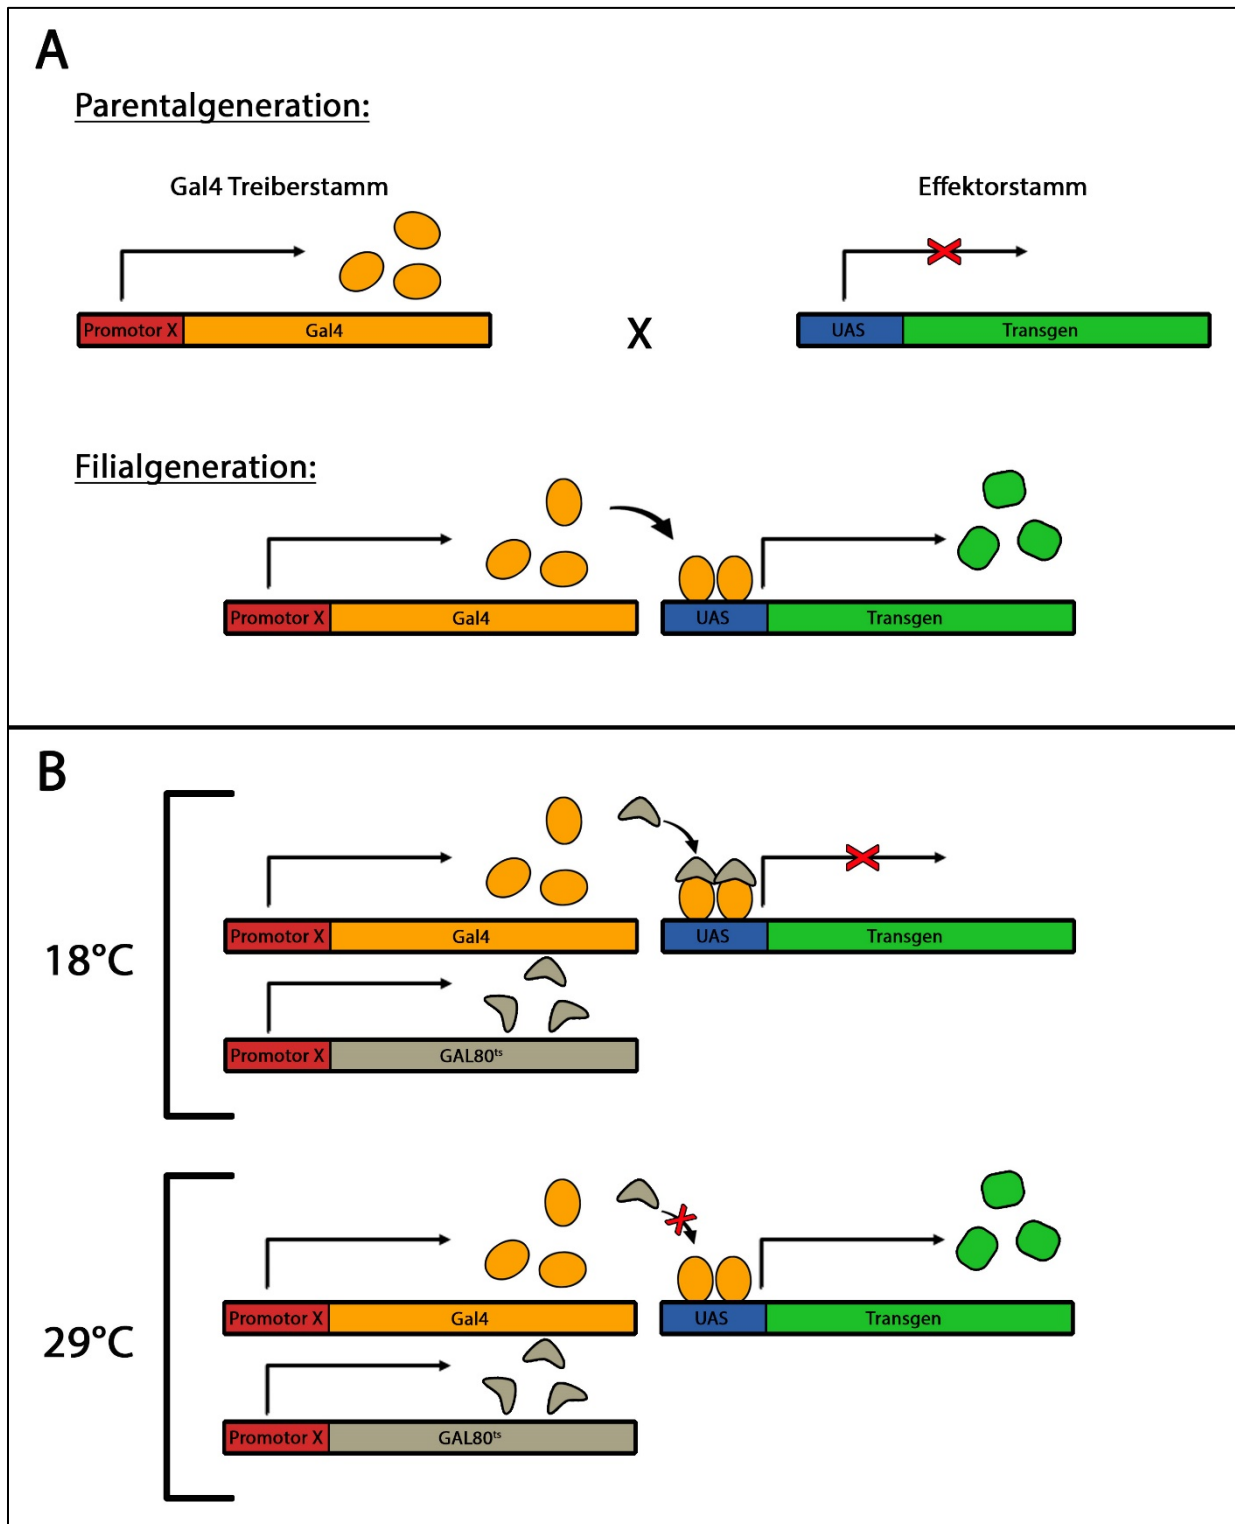 A
Parentalgeneration:
Gal4 Treiberstamm
Effektorstamm
Promotor X Gal4
X
UAS Transgen
Filialgeneration:
Promotor X Gal4
UAS Transgen
B
18°C
Promotor X Gal4
UAS Transgen
Promotor X GAL80ᵗˢ
29°C
Promotor X Gal4
UAS Transgen
Promotor X GAL80ᵗˢ